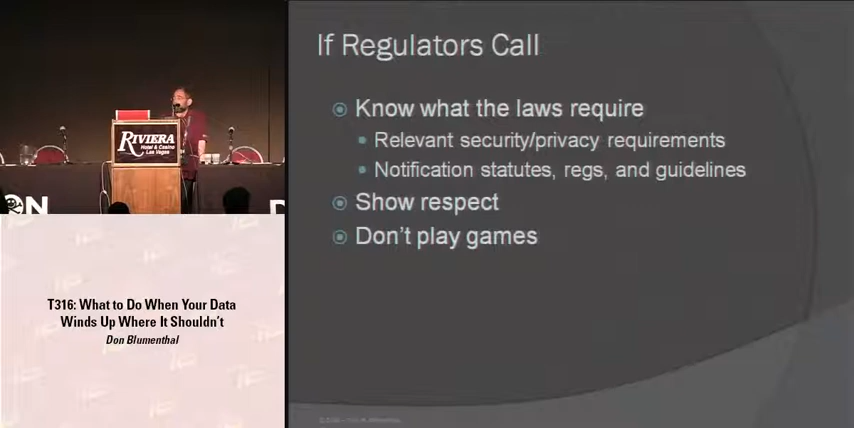 If Regulators Call
Know what the laws require
Relevant security/privacy requirements
Notification statutes, regs, and guidelines
Show respect
Don't play games
RIVIERA
Hotel & Casino
Las Vegas
T316: What to Do When Your Data
Winds Up Where It Shouldn't
Don Blumenthal